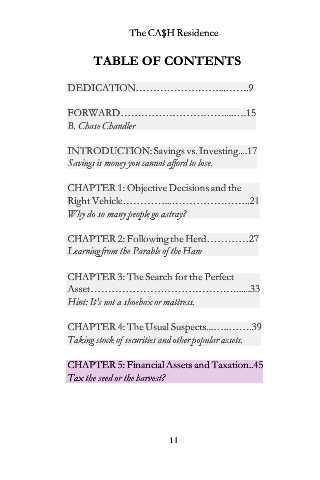 The CA$H Residence
TABLE OF CONTENTS
DEDICATION……………………...…….9
FORWARD……………………….…...….15
B. Chase Chandler
INTRODUCTION: Savings vs. Investing....17
Savings is money you cannot afford to lose.
CHAPTER 1: Objective Decisions and the
Right Vehicle…………...………………….21
Why do so many people go astray?
CHAPTER 2: Following the Herd…………27
Learning from the Parable of the Ham
CHAPTER 3: The Search for the Perfect
Asset…………………………………….......33
Hint: It's not a shoebox or mattress.
CHAPTER 4: The Usual Suspects...…..…….39
Taking stock of securities and other popular assets.
CHAPTER 5: Financial Assets and Taxation..45
Tax the seed or the harvest?
11